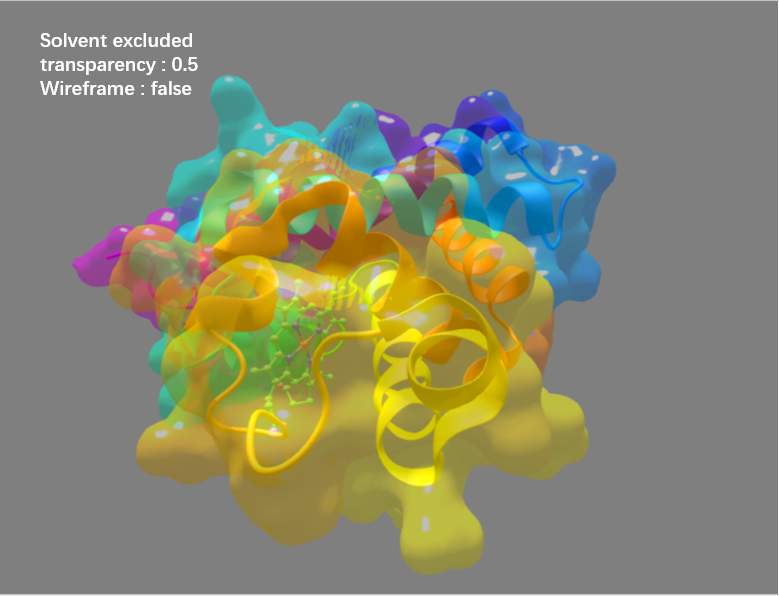 Solvent excluded
transparency : 0.5
Wireframe : false